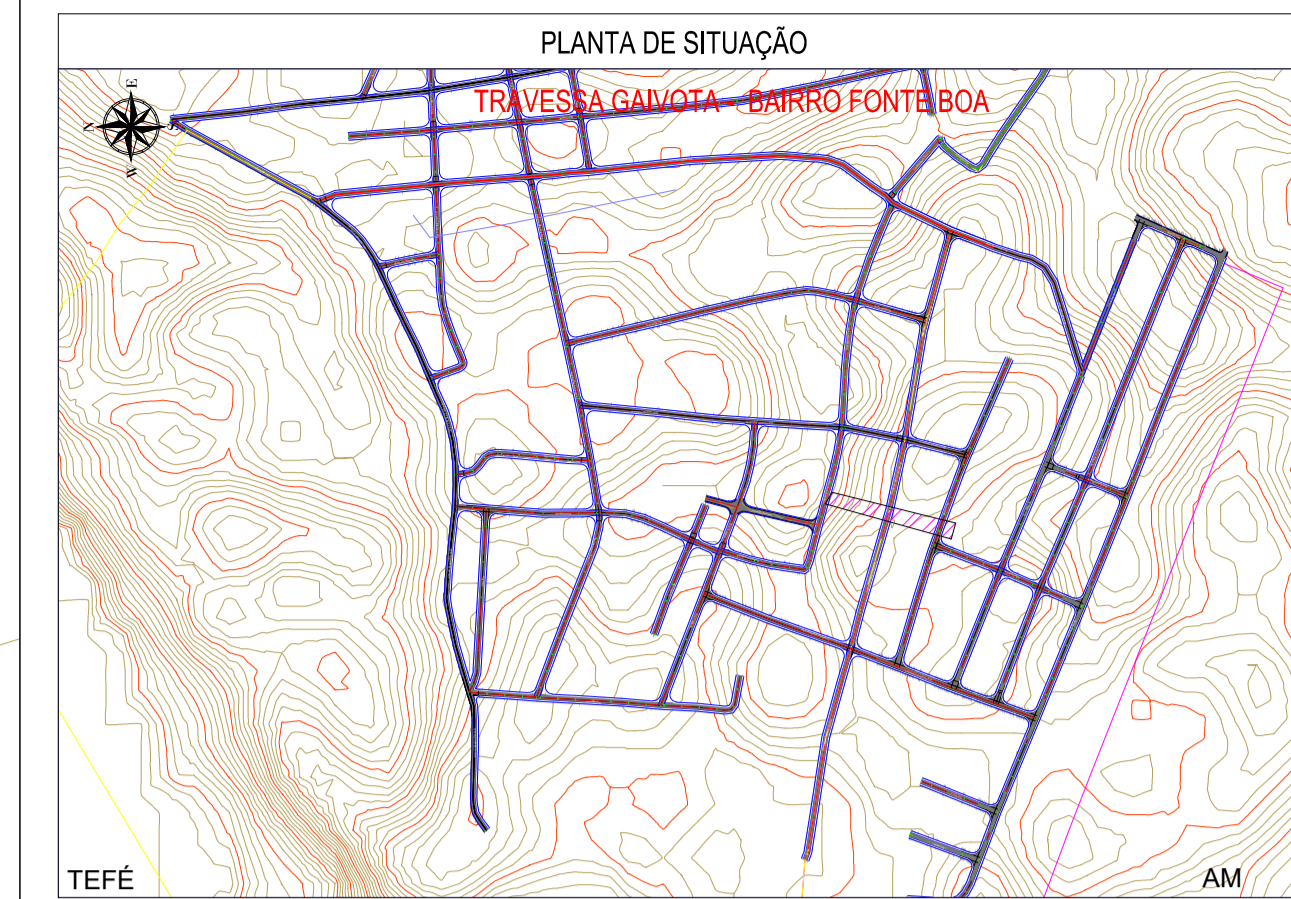 PLANTA DE SITUAÇÃO
E
TRAVESSA GAIVOTA - BAIRRO FONTE BOA
N
S
W
TEFÉ
AM